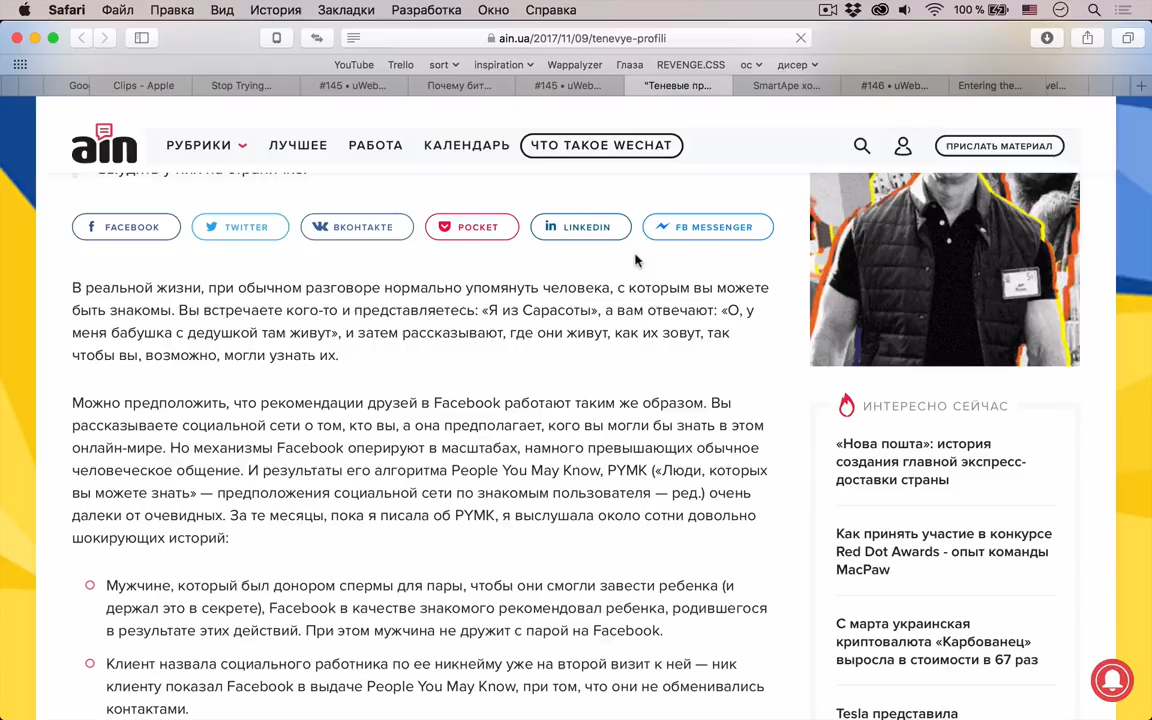 Safari Файл Правка Вид История Закладки Разработка Окно Справка 100 %
ain.ua/2017/11/09/tenevye-profili
YouTube Trello sort inspiration Wappalyzer Глаза REVENGE.CSS ос дисер
Goo Clips - Apple Stop Trying... #145 • uWeb... Почему бит... #145 • uWeb... "Теневые пр... SmartApe хо... #146 • uWeb... Entering the... vel...
ain РУБРИКИ ЛУЧШЕЕ РАБОТА КАЛЕНДАРЬ ЧТО ТАКОЕ WECHAT ПРИСЛАТЬ МАТЕРИАЛ
FACEBOOK TWITTER ВКОНТАКТЕ POCKET LINKEDIN FB MESSENGER
В реальной жизни, при обычном разговоре нормально упомянуть человека, с которым вы можете
быть знакомы. Вы встречаете кого-то и представляетесь: «Я из Сарасоты», а вам отвечают: «О, у
меня бабушка с дедушкой там живут», и затем рассказывают, где они живут, как их зовут, так
чтобы вы, возможно, могли узнать их.
Можно предположить, что рекомендации друзей в Facebook работают таким же образом. Вы
рассказываете социальной сети о том, кто вы, а она предполагает, кого вы могли бы знать в этом
онлайн-мире. Но механизмы Facebook оперируют в масштабах, намного превышающих обычное
человеческое общение. И результаты его алгоритма People You May Know, PYMK («Люди, которых
вы можете знать» — предположения социальной сети по знакомым пользователя — ред.) очень
далеки от очевидных. За те месяцы, пока я писала об PYMK, я выслушала около сотни довольно
шокирующих историй:
Мужчине, который был донором спермы для пары, чтобы они смогли завести ребенка (и
держал это в секрете), Facebook в качестве знакомого рекомендовал ребенка, родившегося
в результате этих действий. При этом мужчина не дружит с парой на Facebook.
Клиент назвала социального работника по ее никнейму уже на второй визит к ней — ник
клиенту показал Facebook в выдаче People You May Know, при том, что они не обменивались
контактами.
ИНТЕРЕСНО СЕЙЧАС
«Нова пошта»: история
создания главной экспресс-
доставки страны
Как принять участие в конкурсе
Red Dot Awards - опыт команды
MacPaw
С марта украинская
криптовалюта «Карбованец»
выросла в стоимости в 67 раз
Tesla представила